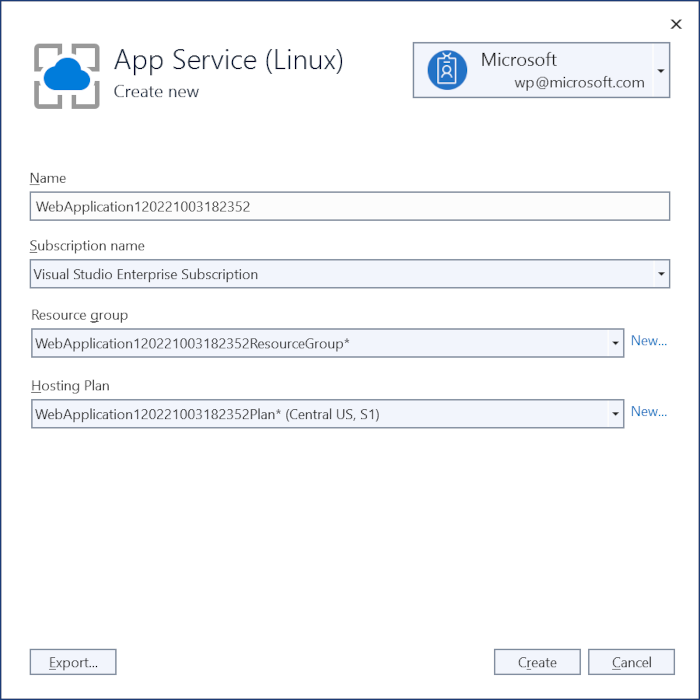 App Service (Linux)
Create new
Microsoft
wp@microsoft.com
Name
WebApplication120221003182352
Subscription name
Visual Studio Enterprise Subscription
Resource group
WebApplication120221003182352ResourceGroup*
New...
Hosting Plan
WebApplication120221003182352Plan* (Central US, S1)
New...
Export...
Create
Cancel